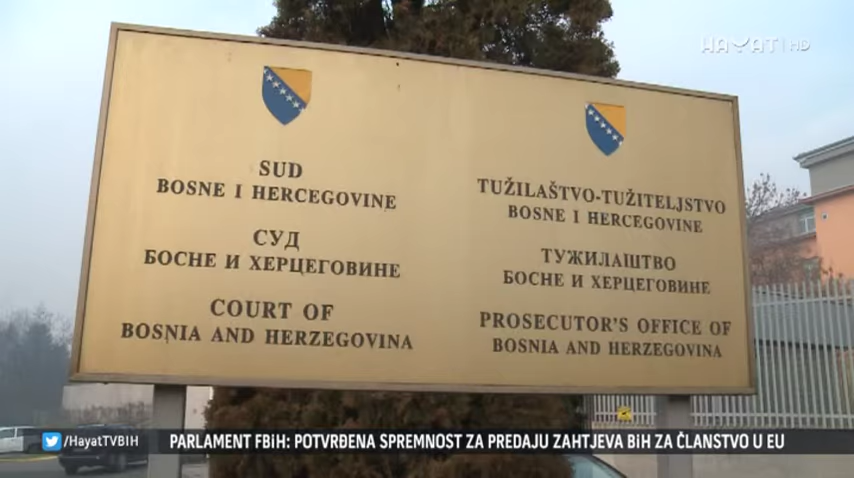 HAYAT HD
SUD
BOSNE I HERCEGOVINE
СУД
БОСНЕ И ХЕРЦЕГОВИНЕ
COURT OF
BOSNIA AND HERZEGOVINA
TUŽILAŠTVO-TUŽITELJSTVO
BOSNE I HERCEGOVINE
ТУЖИЛАШТВО
БОСНЕ И ХЕРЦЕГОВИНЕ
PROSECUTOR'S OFFICE OF
BOSNIA AND HERZEGOVINA
/HayatTVBIH
PARLAMENT FBiH: POTVRĐENA SPREMNOST ZA PREDAJU ZAHTJEVA BiH ZA ČLANSTVO U EU